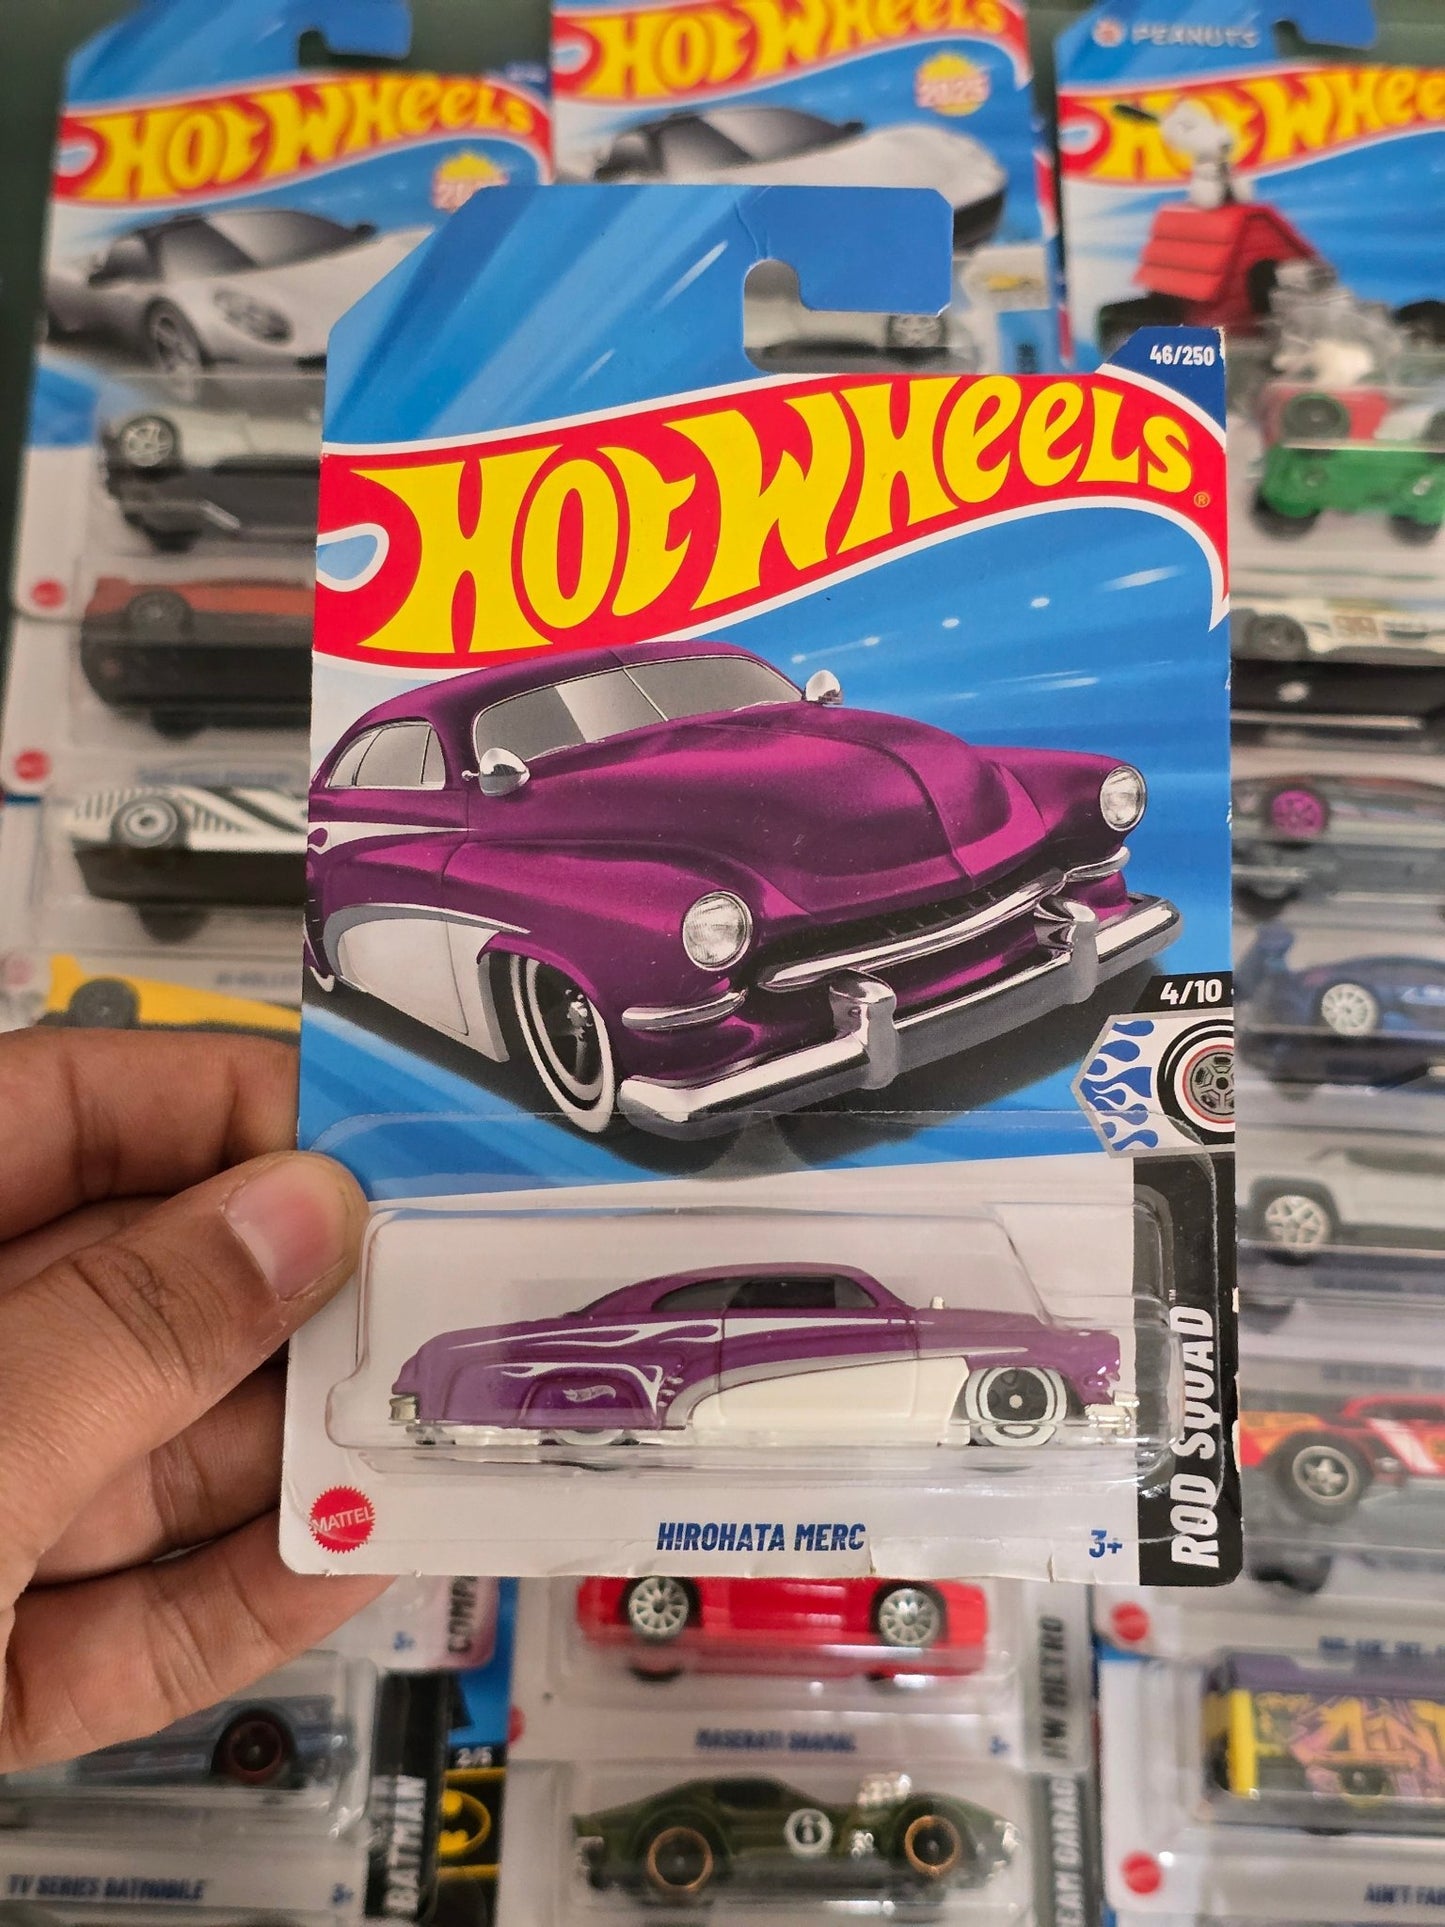 HOT WHEELS
2025
HOT WHEELS
PEANUTS
46/250
HOT WHEELS®
4/10
Hot Wheels
ROD SQUAD™
MATTEL
HIROHATA MERC
3+
MASERATI SHAMAL
3+
HW METRO
3+
2/5
BATMAN
TV SERIES BATMOBILE
3+